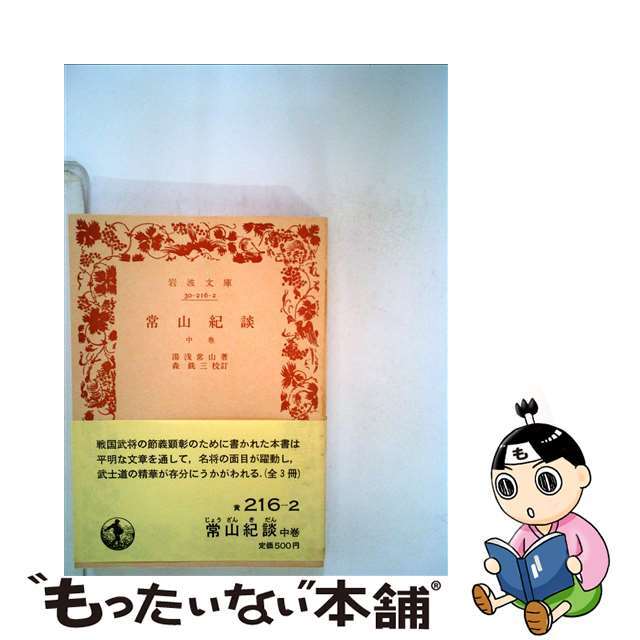 岩波文庫
30-216-2
常山紀談
中巻
湯浅常山著
森銑三校訂
戦国武将の節義顕彰のために書かれた本書は
平明な文章を通して，名将の面目が躍動し，
武士道の精華が存分にうかがわれる．(全3冊)
黄 216-2
じょう ざん き だん
常山紀談 中巻
定価500円
も
"もったいない"本舗®